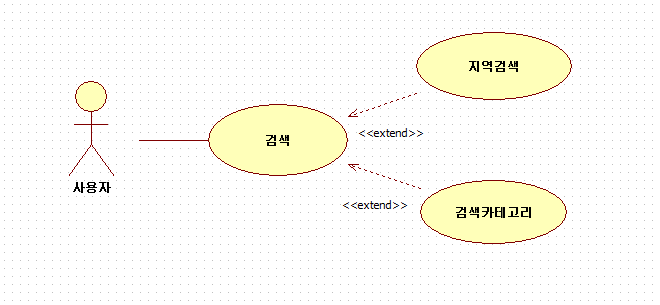 지역검색
검색
<<extend>>
사용자
<<extend>>
검색카테고리